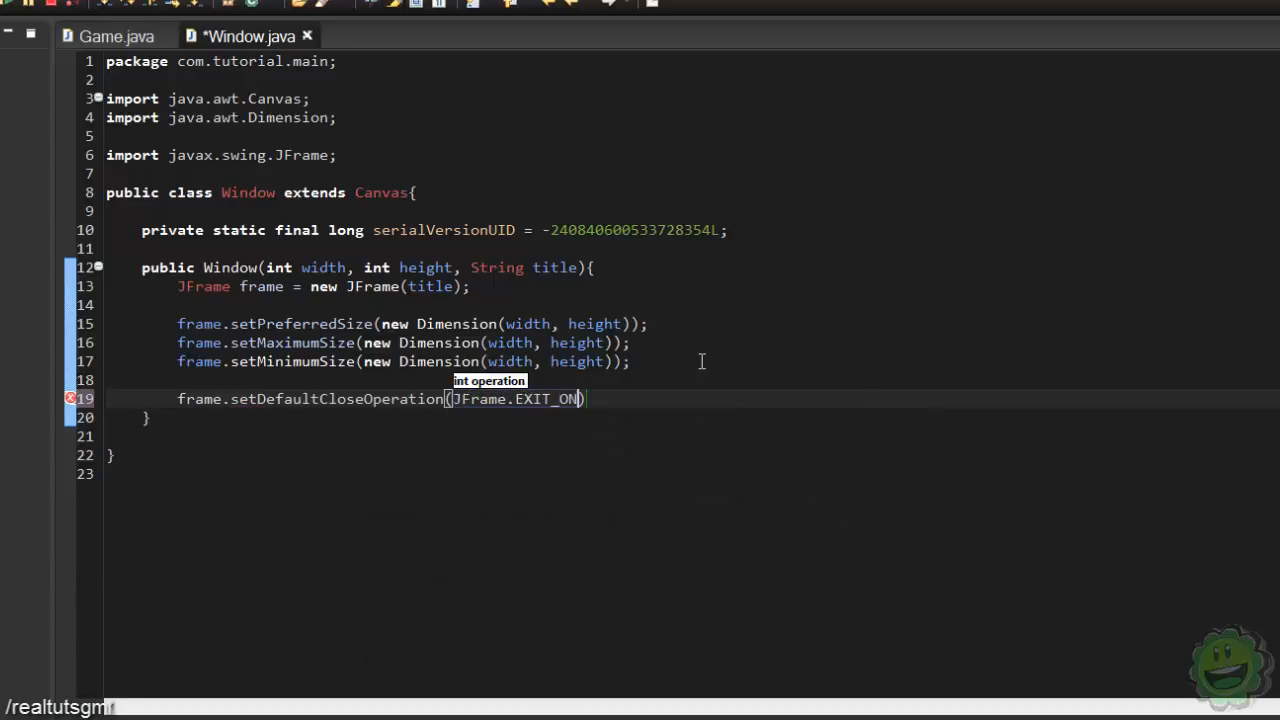 Game.java *Window.java
1 package com.tutorial.main;
2
3 import java.awt.Canvas;
4 import java.awt.Dimension;
5
6 import javax.swing.JFrame;
7
8 public class Window extends Canvas{
9
10 private static final long serialVersionUID = -240840600533728354L;
11
12 public Window(int width, int height, String title){
13 JFrame frame = new JFrame(title);
14
15 frame.setPreferredSize(new Dimension(width, height));
16 frame.setMaximumSize(new Dimension(width, height));
17 frame.setMinimumSize(new Dimension(width, height));
18
int operation
19 frame.setDefaultCloseOperation(JFrame.EXIT_ON)
20 }
21
22 }
23
/realtutsgml